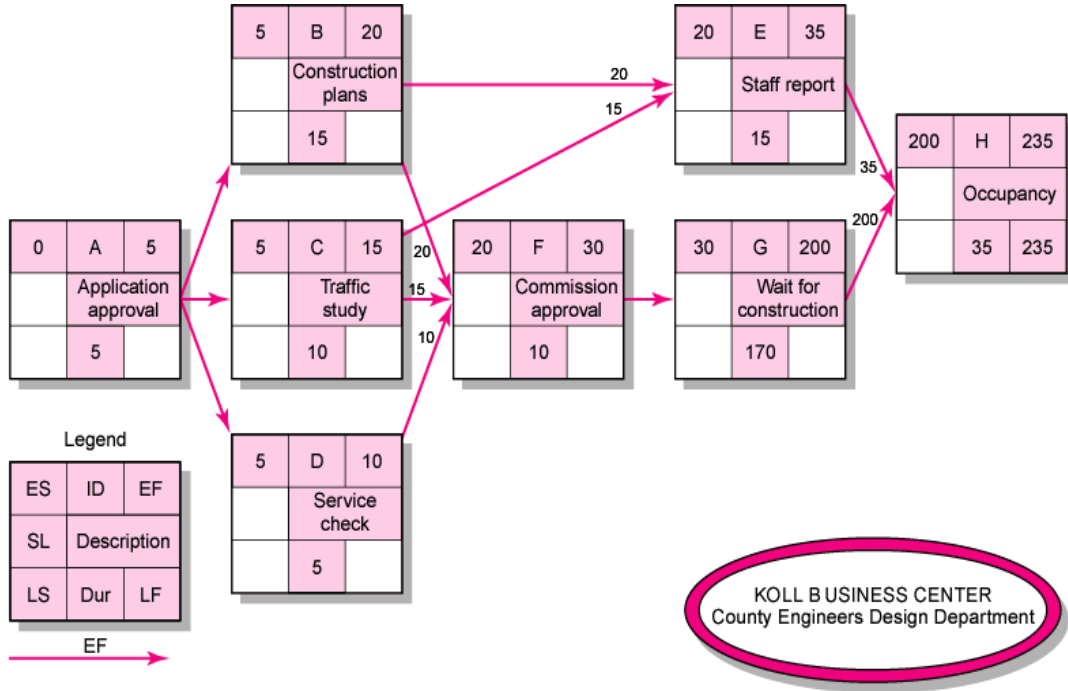 5 B 20
Construction
plans
15
20 E 35
Staff report
15
20
15
200 H 235
Occupancy
35 235
35
200
0 A 5
Application
approval
5
5 C 15
Traffic
study
10
20
15
10
20 F 30
Commission
approval
10
30 G 200
Wait for
construction
170
5 D 10
Service
check
5
Legend
ES ID EF
SL Description
LS Dur LF
EF
KOLL B USINESS CENTER
County Engineers Design Department